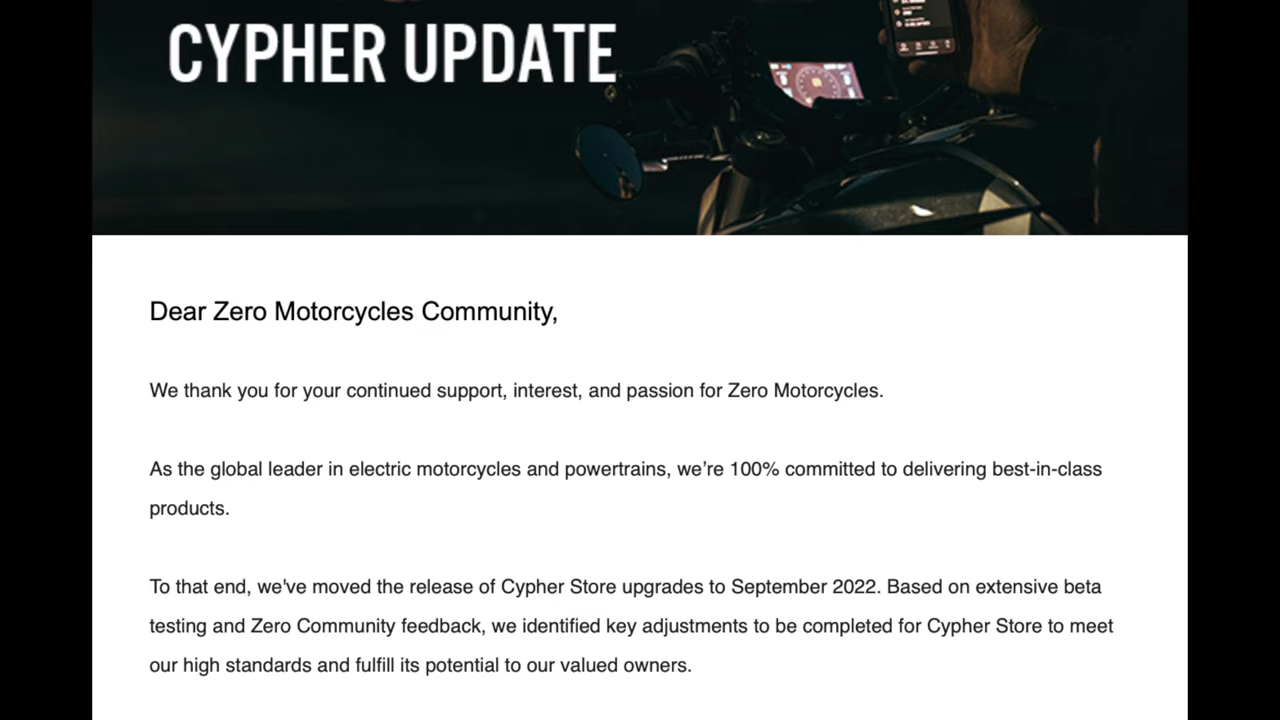 CYPHER UPDATE
Dear Zero Motorcycles Community,
We thank you for your continued support, interest, and passion for Zero Motorcycles.
As the global leader in electric motorcycles and powertrains, we’re 100% committed to delivering best-in-class
products.
To that end, we've moved the release of Cypher Store upgrades to September 2022. Based on extensive beta
testing and Zero Community feedback, we identified key adjustments to be completed for Cypher Store to meet
our high standards and fulfill its potential to our valued owners.